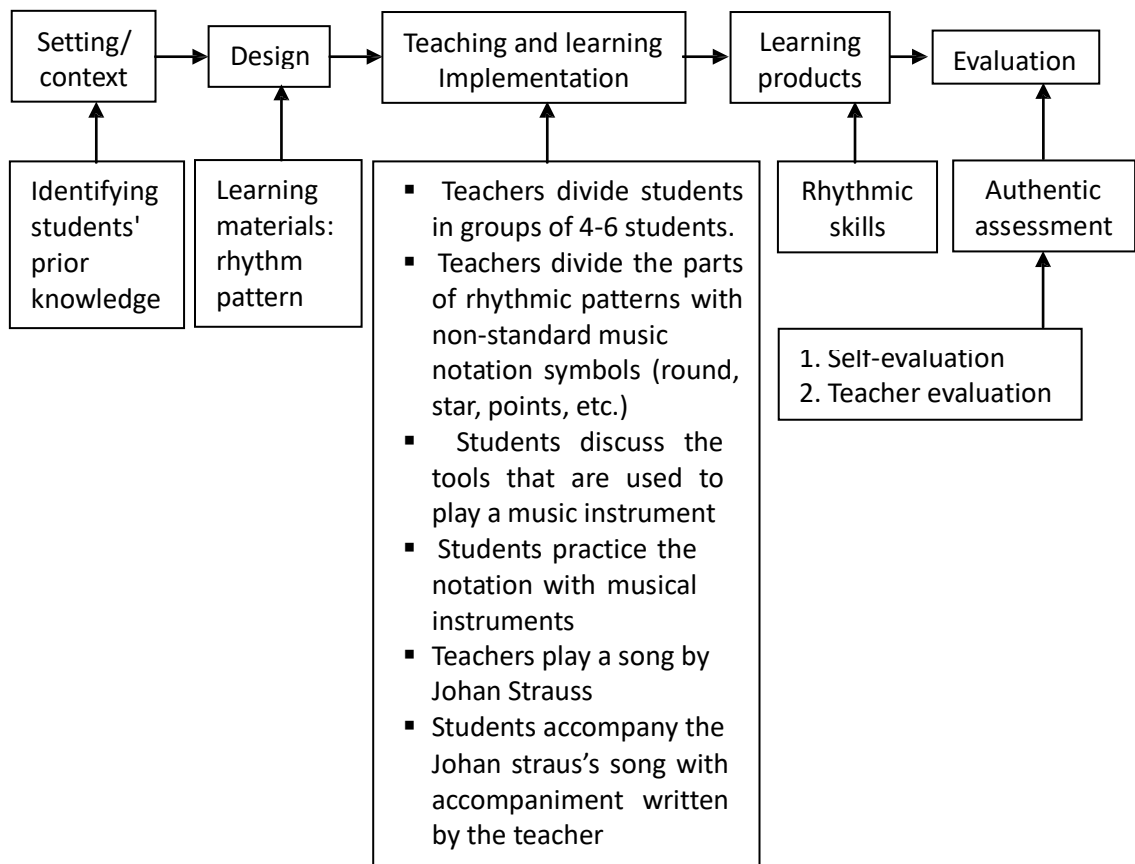 Setting/
context
Design
Teaching and learning
Implementation
Learning
products
Evaluation
Identifying
students'
prior
knowledge
Learning
materials:
rhythm
pattern
▪ Teachers divide students
in groups of 4-6 students.
▪ Teachers divide the parts
of rhythmic patterns with
non-standard music
notation symbols (round,
star, points, etc.)
▪ Students discuss the
tools that are used to
play a music instrument
▪ Students practice the
notation with musical
instruments
▪ Teachers play a song by
Johan Strauss
▪ Students accompany the
Johan straus’s song with
accompaniment written
by the teacher
Rhythmic
skills
Authentic
assessment
1. Self-evaluation
2. Teacher evaluation